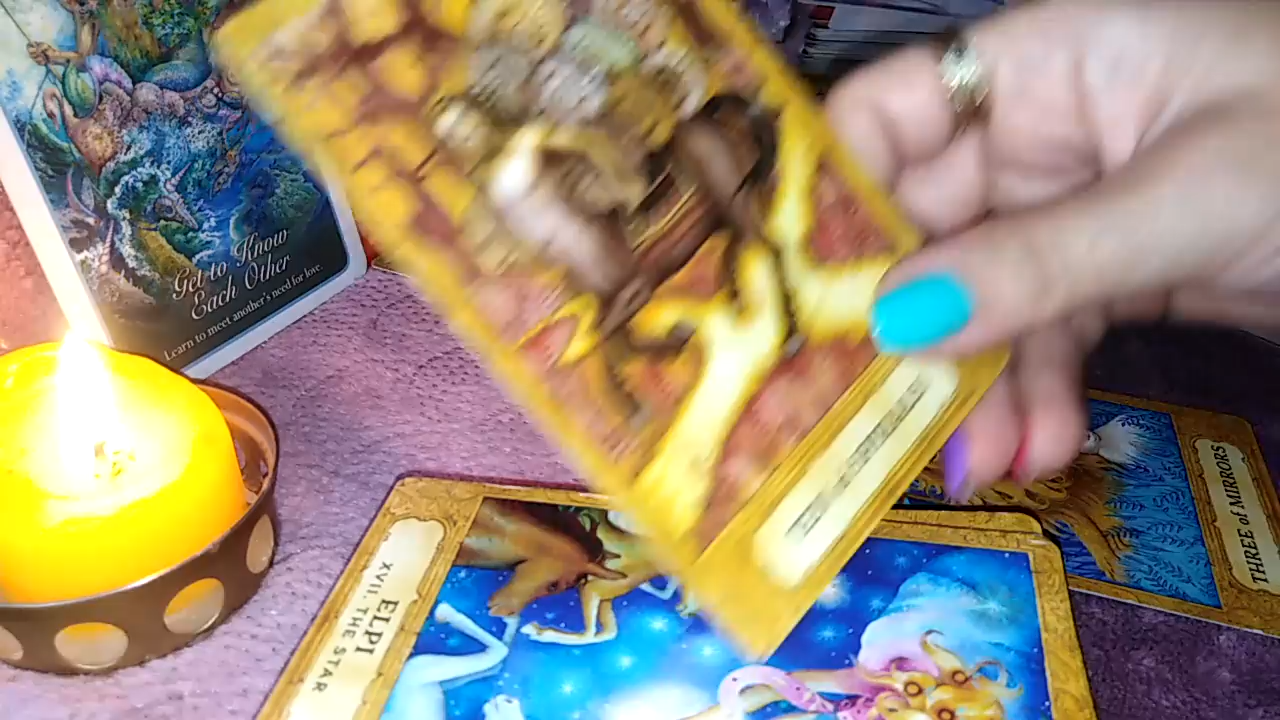 Get to Know
Each Other
Learn to meet another's need for love.
ELPI
XVII. THE STAR
THREE of MIRRORS